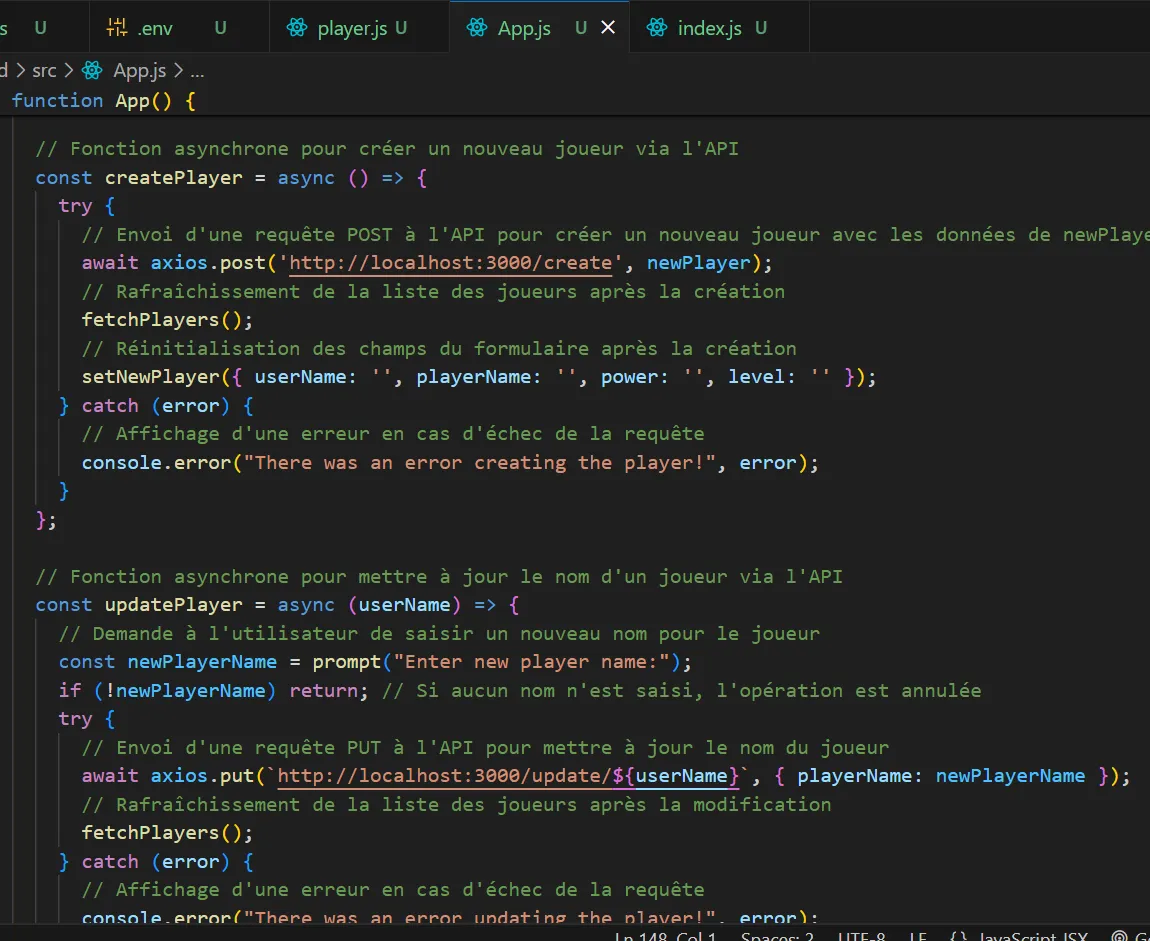 s U .env U player.js U App.js U index.js U
d > src > App.js > ...
function App() {
// Fonction asynchrone pour créer un nouveau joueur via l'API
const createPlayer = async () => {
try {
// Envoi d'une requête POST à l'API pour créer un nouveau joueur avec les données de newPlaye
await axios.post('http://localhost:3000/create', newPlayer);
// Rafraîchissement de la liste des joueurs après la création
fetchPlayers();
// Réinitialisation des champs du formulaire après la création
setNewPlayer({ userName: '', playerName: '', power: '', level: '' });
} catch (error) {
// Affichage d'une erreur en cas d'échec de la requête
console.error("There was an error creating the player!", error);
}
};
// Fonction asynchrone pour mettre à jour le nom d'un joueur via l'API
const updatePlayer = async (userName) => {
// Demande à l'utilisateur de saisir un nouveau nom pour le joueur
const newPlayerName = prompt("Enter new player name:");
if (!newPlayerName) return; // Si aucun nom n'est saisi, l'opération est annulée
try {
// Envoi d'une requête PUT à l'API pour mettre à jour le nom du joueur
await axios.put(`http://localhost:3000/update/${userName}`, { playerName: newPlayerName });
// Rafraîchissement de la liste des joueurs après la modification
fetchPlayers();
} catch (error) {
// Affichage d'une erreur en cas d'échec de la requête
console.error("There was an error updating the player!", error);
Ln 148, Col 1 Spaces: 2 UTF-8 LF {} JavaScript JSX